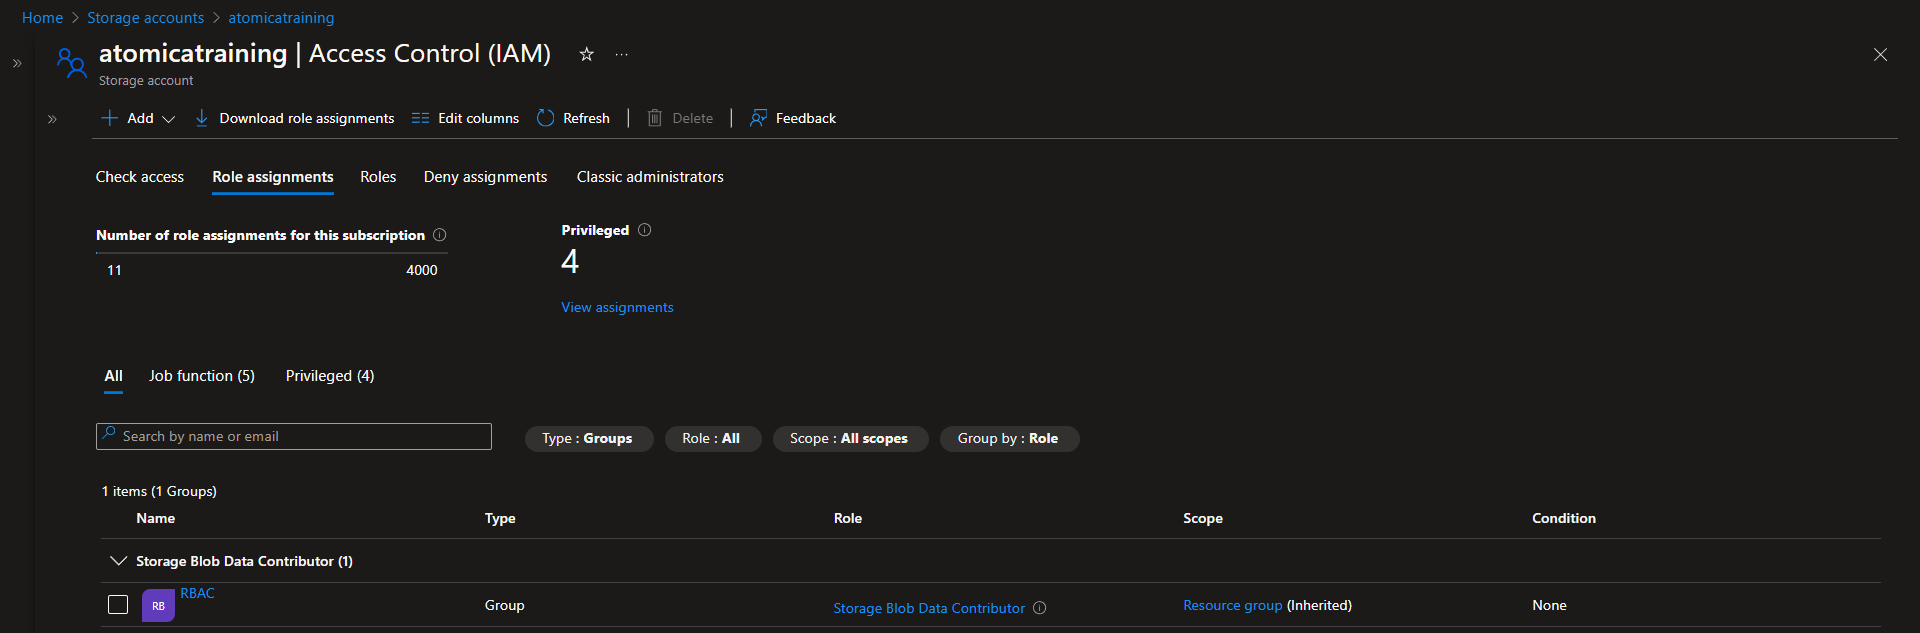 Home > Storage accounts > atomicatraining
atomicatraining | Access Control (IAM)
Storage account
Add Download role assignments Edit columns Refresh Delete Feedback
Check access Role assignments Roles Deny assignments Classic administrators
Number of role assignments for this subscription
11 4000
Privileged
4
View assignments
All Job function (5) Privileged (4)
Search by name or email Type : Groups Role : All Scope : All scopes Group by : Role
1 items (1 Groups)
Name Type Role Scope Condition
Storage Blob Data Contributor (1)
RB RBAC Group Storage Blob Data Contributor Resource group (Inherited) None